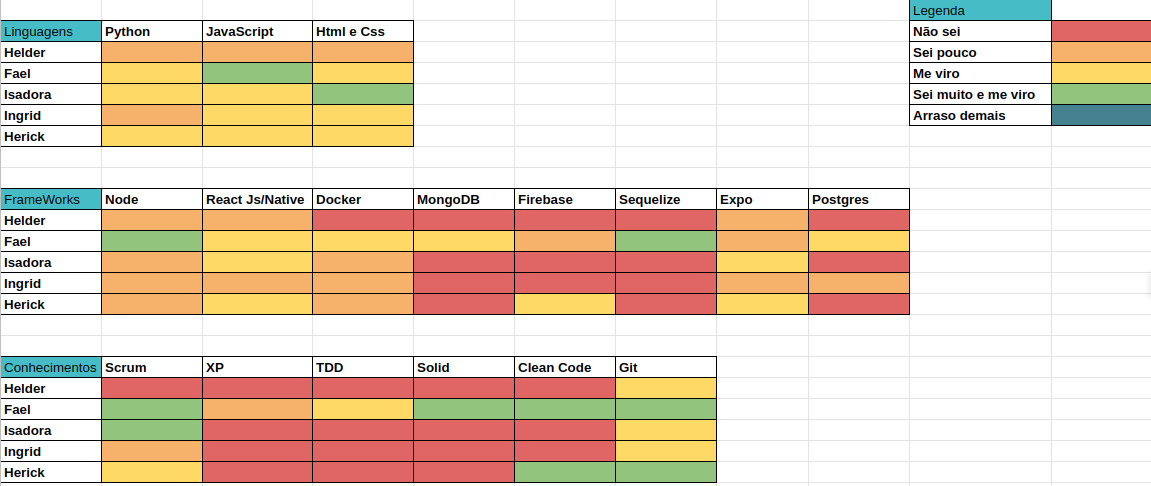 Legenda
Linguagens Python JavaScript Html e Css
Não sei
Helder
Sei pouco
Fael
Me viro
Isadora
Sei muito e me viro
Ingrid
Arraso demais
Herick
FrameWorks Node React Js/Native Docker MongoDB Firebase Sequelize Expo Postgres
Helder
Fael
Isadora
Ingrid
Herick
Conhecimentos Scrum XP TDD Solid Clean Code Git
Helder
Fael
Isadora
Ingrid
Herick